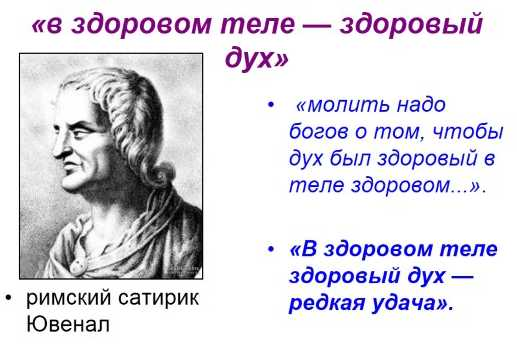 «в здоровом теле — здоровый
дух»
• «молить надо
богов о том, чтобы
дух был здоровый в
теле здоровом...».
• «В здоровом теле
здоровый дух —
редкая удача».
• римский сатирик
Ювенал